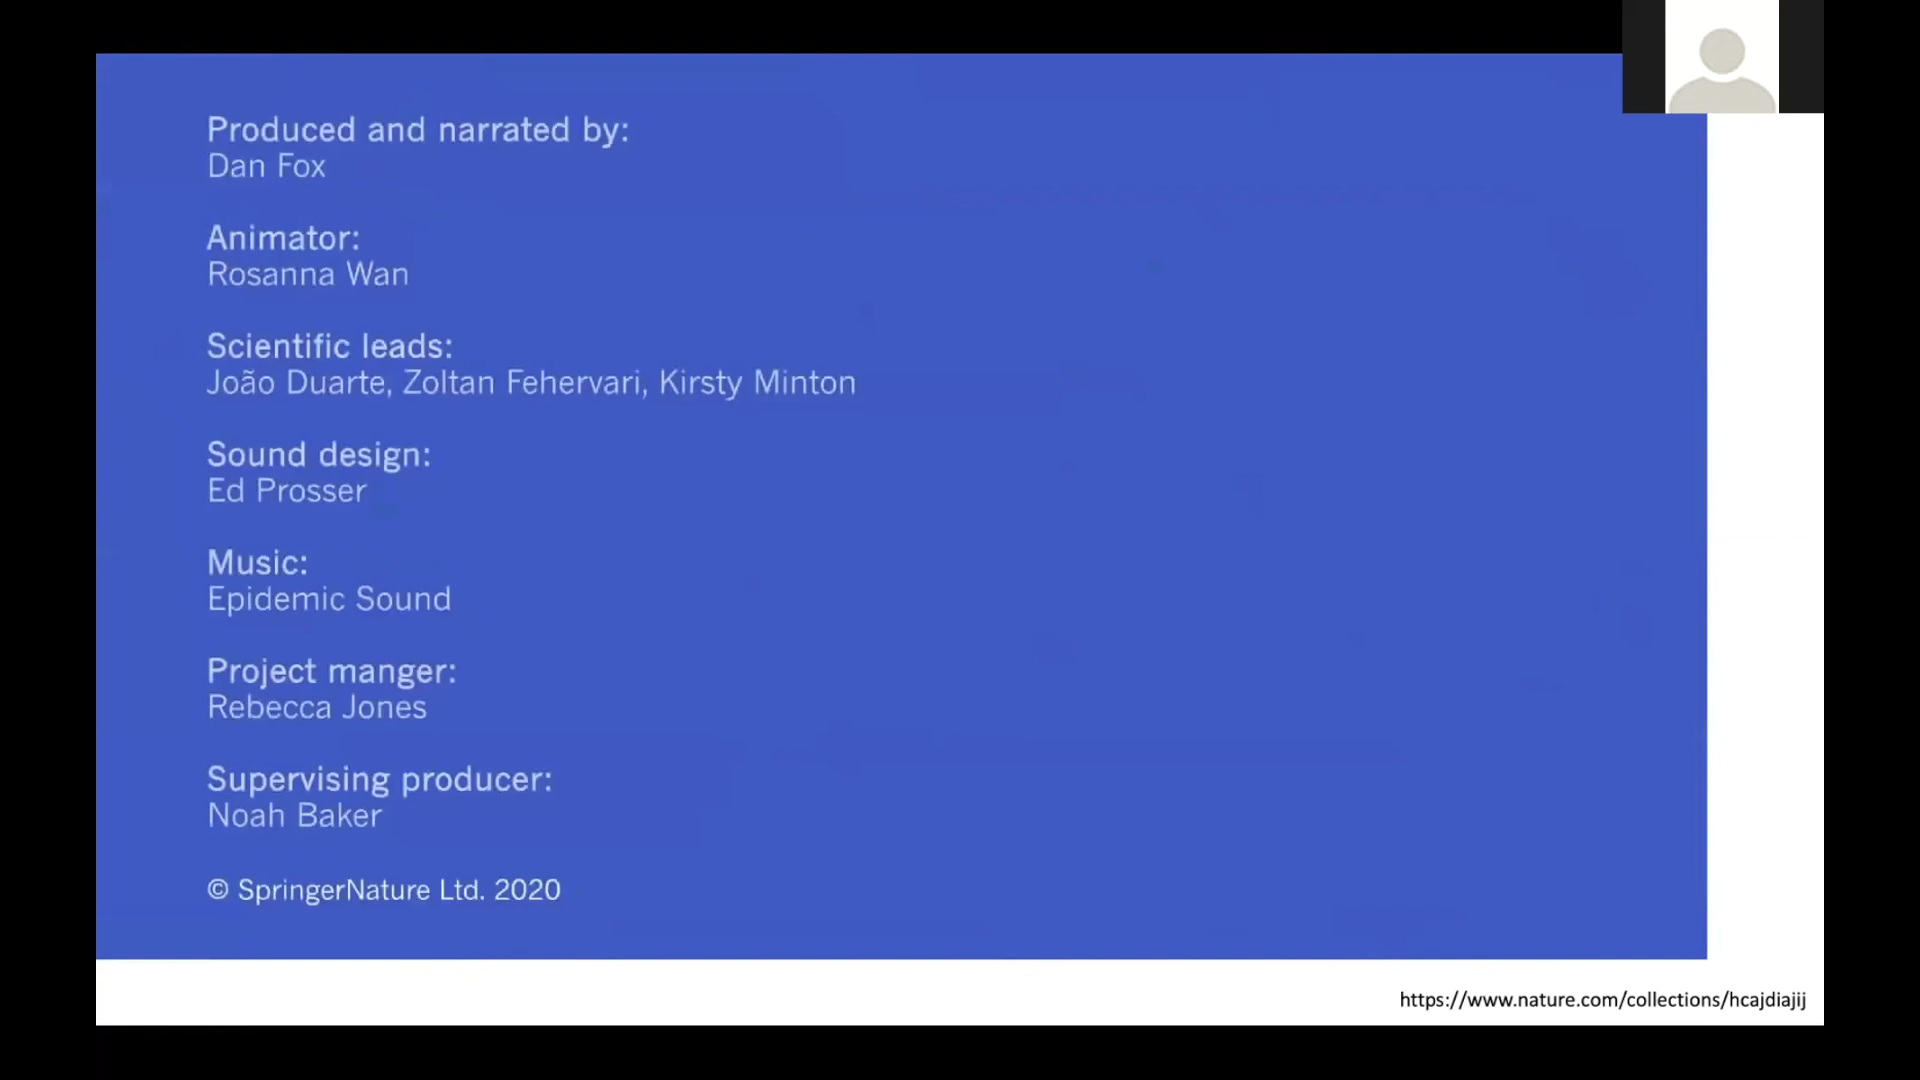 Produced and narrated by:
Dan Fox
Animator:
Rosanna Wan
Scientific leads:
João Duarte, Zoltan Fehervari, Kirsty Minton
Sound design:
Ed Prosser
Music:
Epidemic Sound
Project manger:
Rebecca Jones
Supervising producer:
Noah Baker
© SpringerNature Ltd. 2020
https://www.nature.com/collections/hcajdiajij